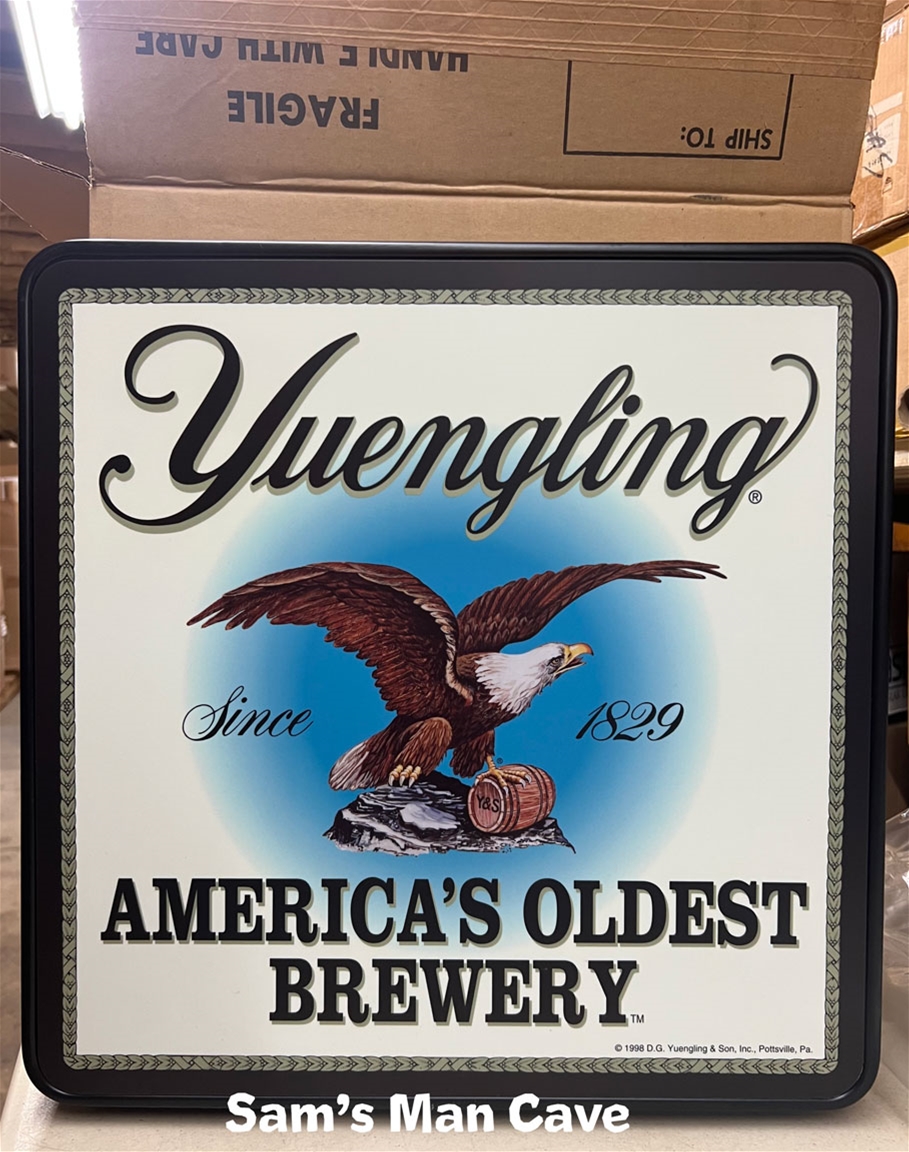 HANDLE WITH CARE
FRAGILE
SHIP TO:
Yuengling®
Since 1829
Y&S
AMERICA'S OLDEST
BREWERY™
© 1998 D.G. Yuengling & Son, Inc., Pottsville, Pa.
Sam's Man Cave